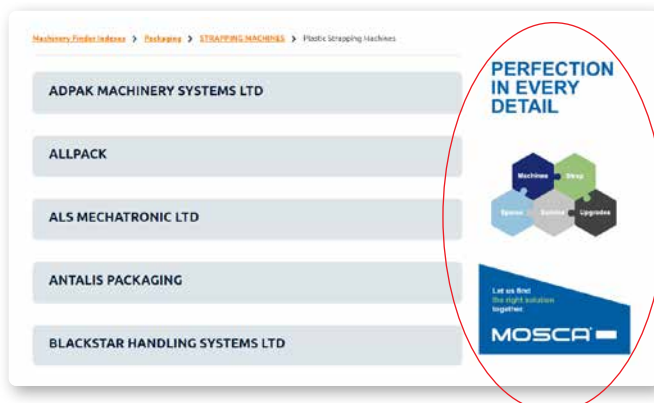 Machinery Finder Indexes > Packaging > STRAPPING MACHINES > Plastic Strapping Machines
ADPAK MACHINERY SYSTEMS LTD
ALLPACK
ALS MECHATRONIC LTD
ANTALIS PACKAGING
BLACKSTAR HANDLING SYSTEMS LTD
PERFECTION
IN EVERY
DETAIL
Machines
Strap
Spares
Service
Upgrades
Let us find
the right solution
together.
MOSCA